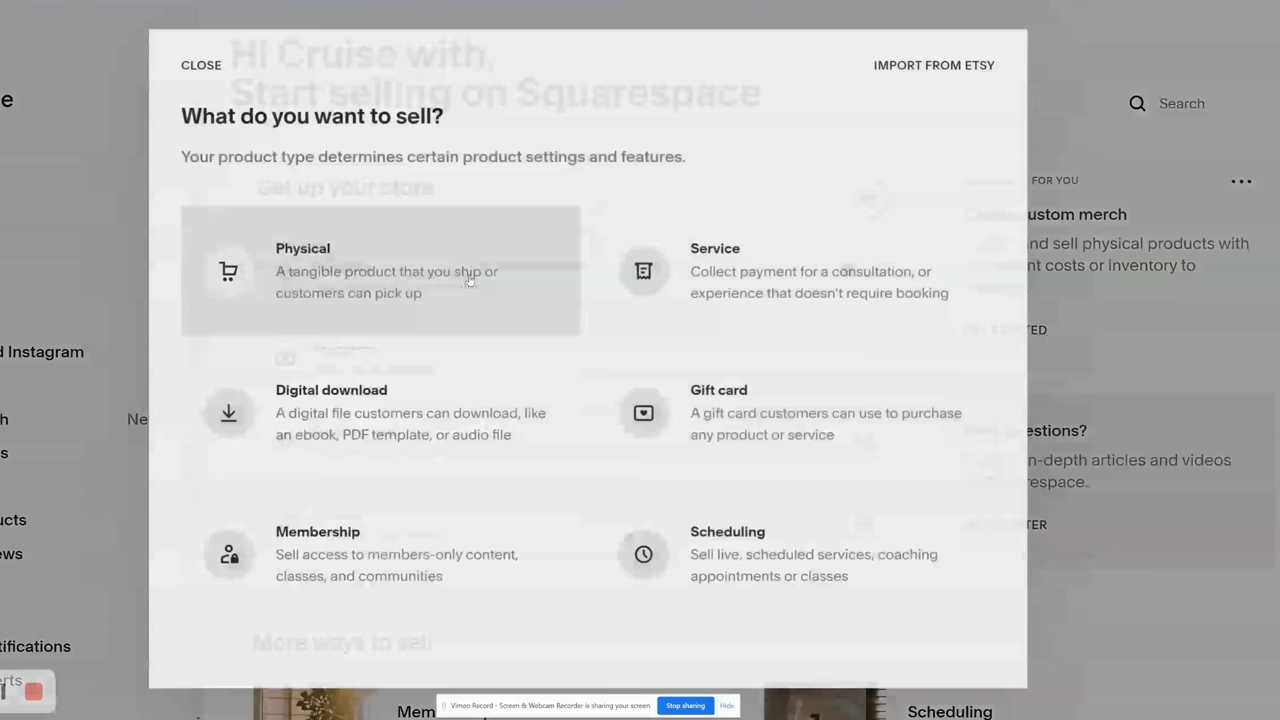 Hi Cruise with,
Start selling on Squarespace
CLOSE
IMPORT FROM ETSY
What do you want to sell?
Your product type determines certain product settings and features.
Set up your store
Physical
A tangible product that you ship or
customers can pick up
Service
Collect payment for a consultation, or
experience that doesn't require booking
Digital download
A digital file customers can download, like
an ebook, PDF template, or audio file
Gift card
A gift card customers can use to purchase
any product or service
Membership
Sell access to members-only content,
classes, and communities
Scheduling
Sell live, scheduled services, coaching
appointments or classes
More ways to sell
Search
FOR YOU
ustom merch
nd sell physical products with
nt costs or inventory to
ED
estions?
n-depth articles and videos
espace.
TER
e
d Instagram
h
Ne
s
ucts
ews
tifications
erts
Mem
Scheduling
Vimeo Record - Screen & Webcam Recorder is sharing your screen.
Stop sharing
Hide